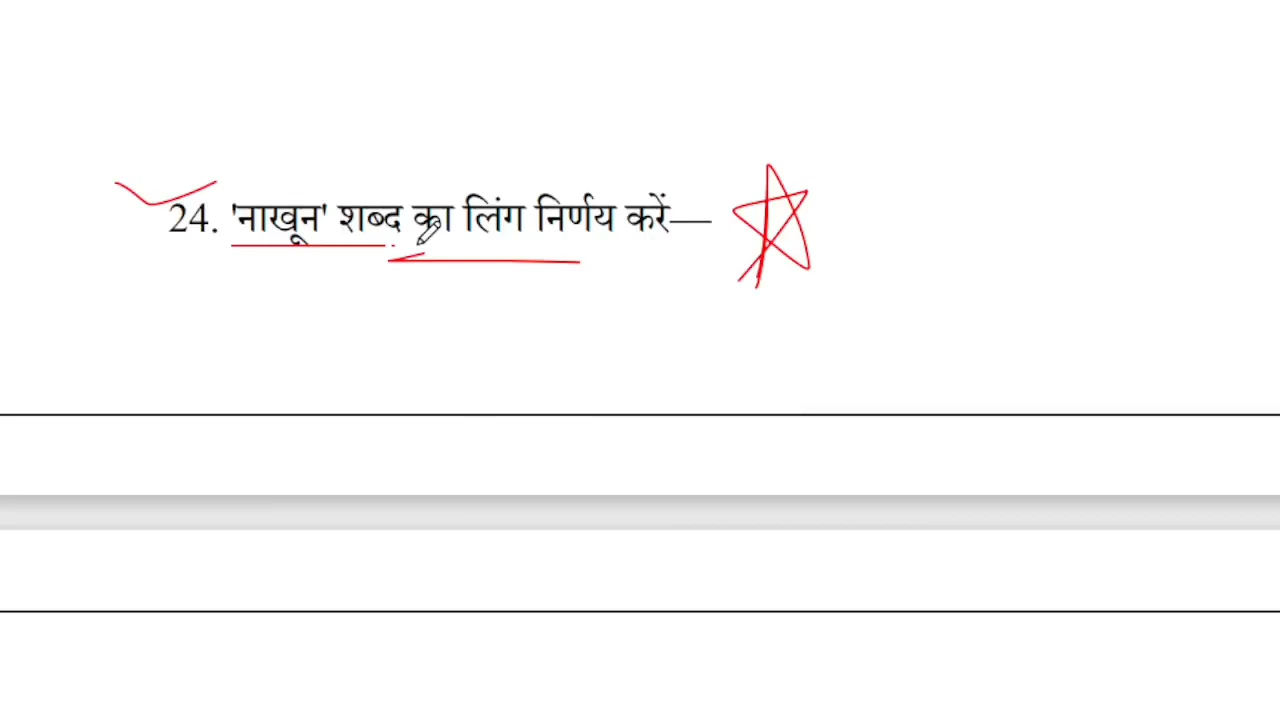 24. 'नाखून' शब्द का लिंग निर्णय करें—